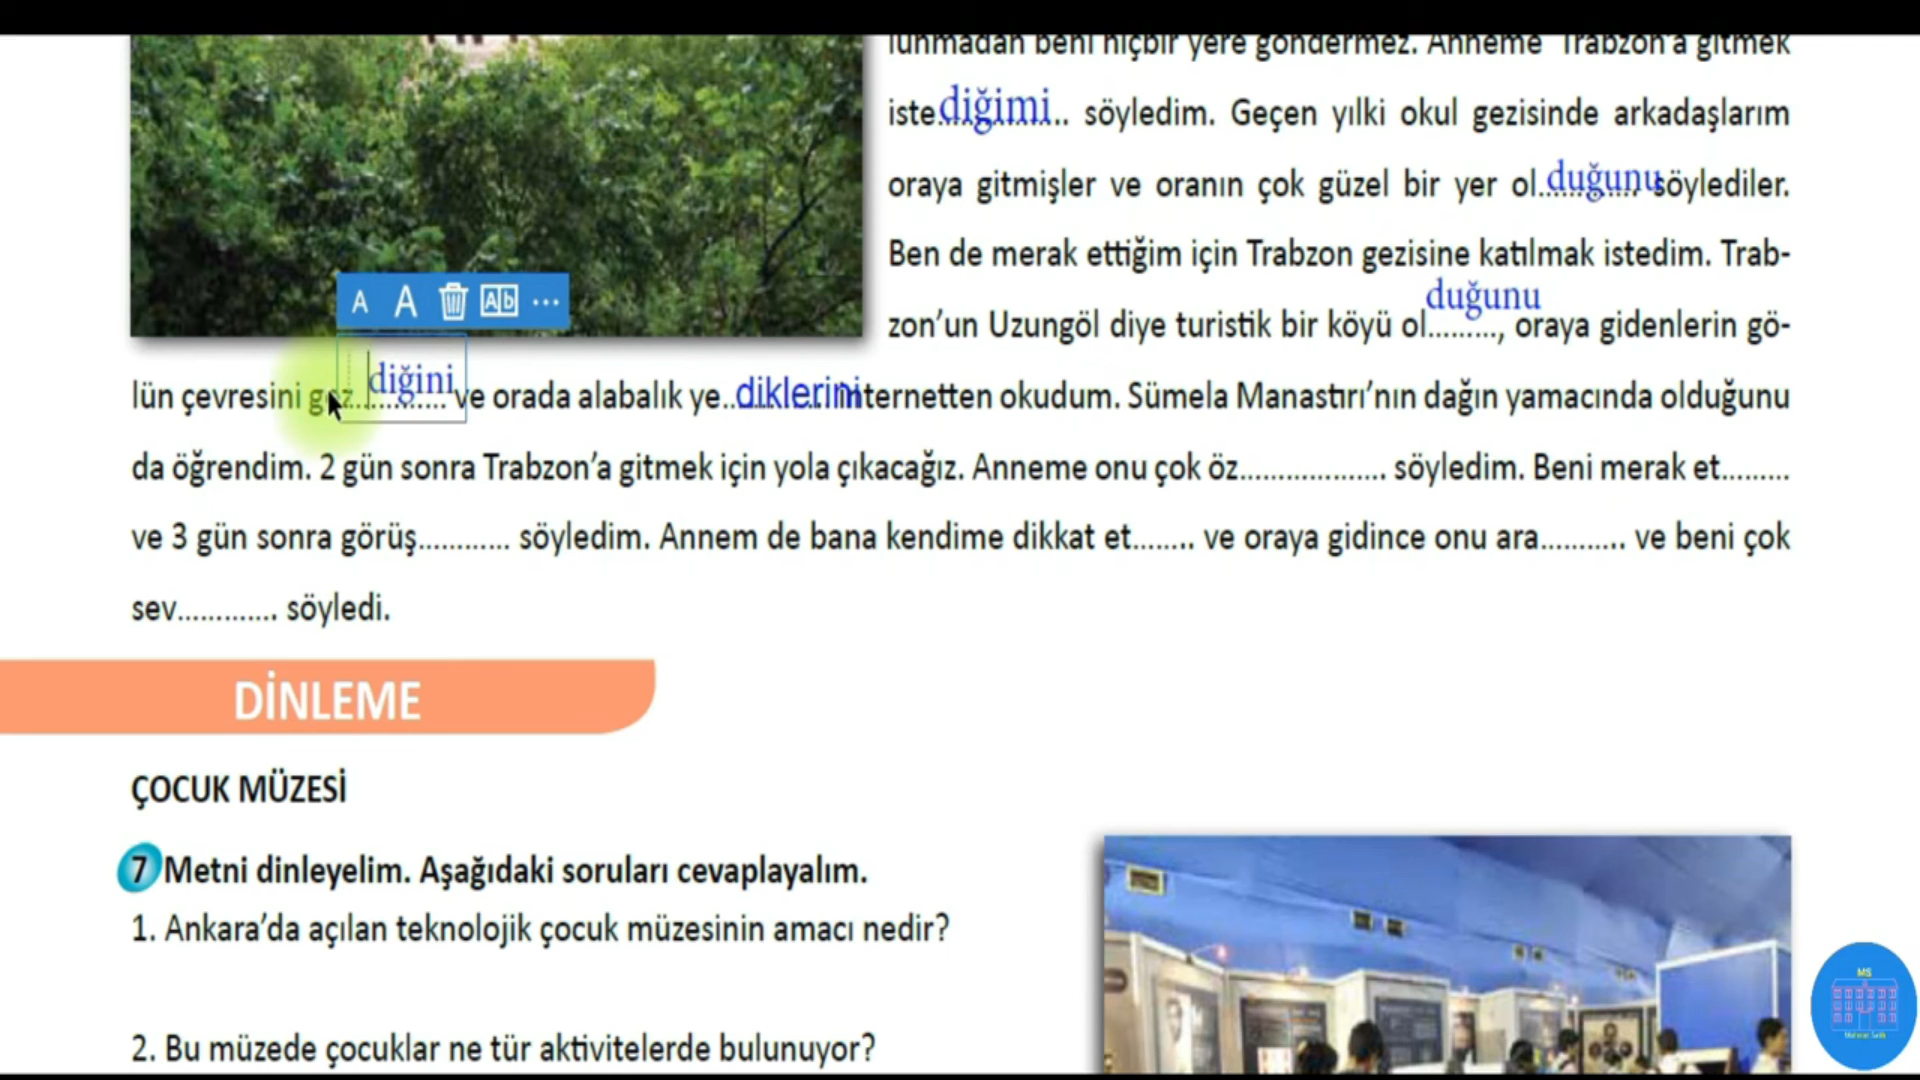 lunmadan beni hiçbir yere göndermez. Anneme Trabzon'a gitmek
iste diğimi .. söyledim. Geçen yılki okul gezisinde arkadaşlarım
oraya gitmişler ve oranın çok güzel bir yer ol...duğunu söylediler.
Ben de merak ettiğim için Trabzon gezisine katılmak istedim. Trab-
duğunu
zon'un Uzungöl diye turistik bir köyü ol........., oraya gidenlerin gö-
A A Ab ...
lün çevresini gez...diğini ve orada alabalık ye..diklerini internetten okudum. Sümela Manastırı'nın dağın yamacında olduğunu
da öğrendim. 2 gün sonra Trabzon'a gitmek için yola çıkacağız. Anneme onu çok öz................... söyledim. Beni merak et.........
ve 3 gün sonra görüş............ söyledim. Annem de bana kendime dikkat et........ ve oraya gidince onu ara........... ve beni çok
sev............. söyledi.
DİNLEME
ÇOCUK MÜZESİ
7 Metni dinleyelim. Aşağıdaki soruları cevaplayalım.
1. Ankara'da açılan teknolojik çocuk müzesinin amacı nedir?
MS
2. Bu müzede çocuklar ne tür aktivitelerde bulunuyor?